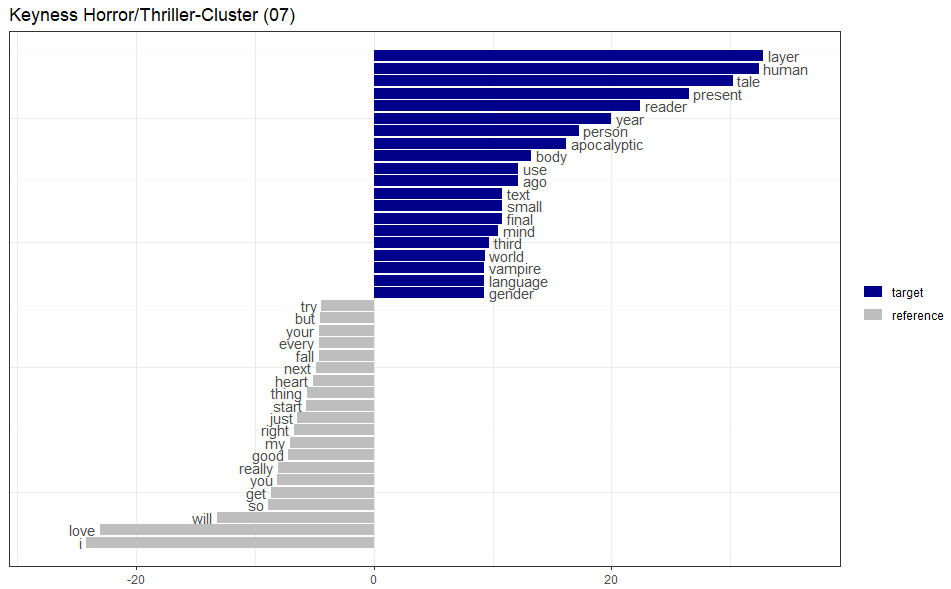 Keyness Horror/Thriller-Cluster (07)
layer
human
tale
present
reader
year
person
apocalyptic
body
use
ago
text
small
final
mind
third
world
vampire
language
gender
target
reference
try
but
your
every
fall
next
heart
thing
start
just
right
my
good
really
you
get
so
will
love
i
-20 0 20